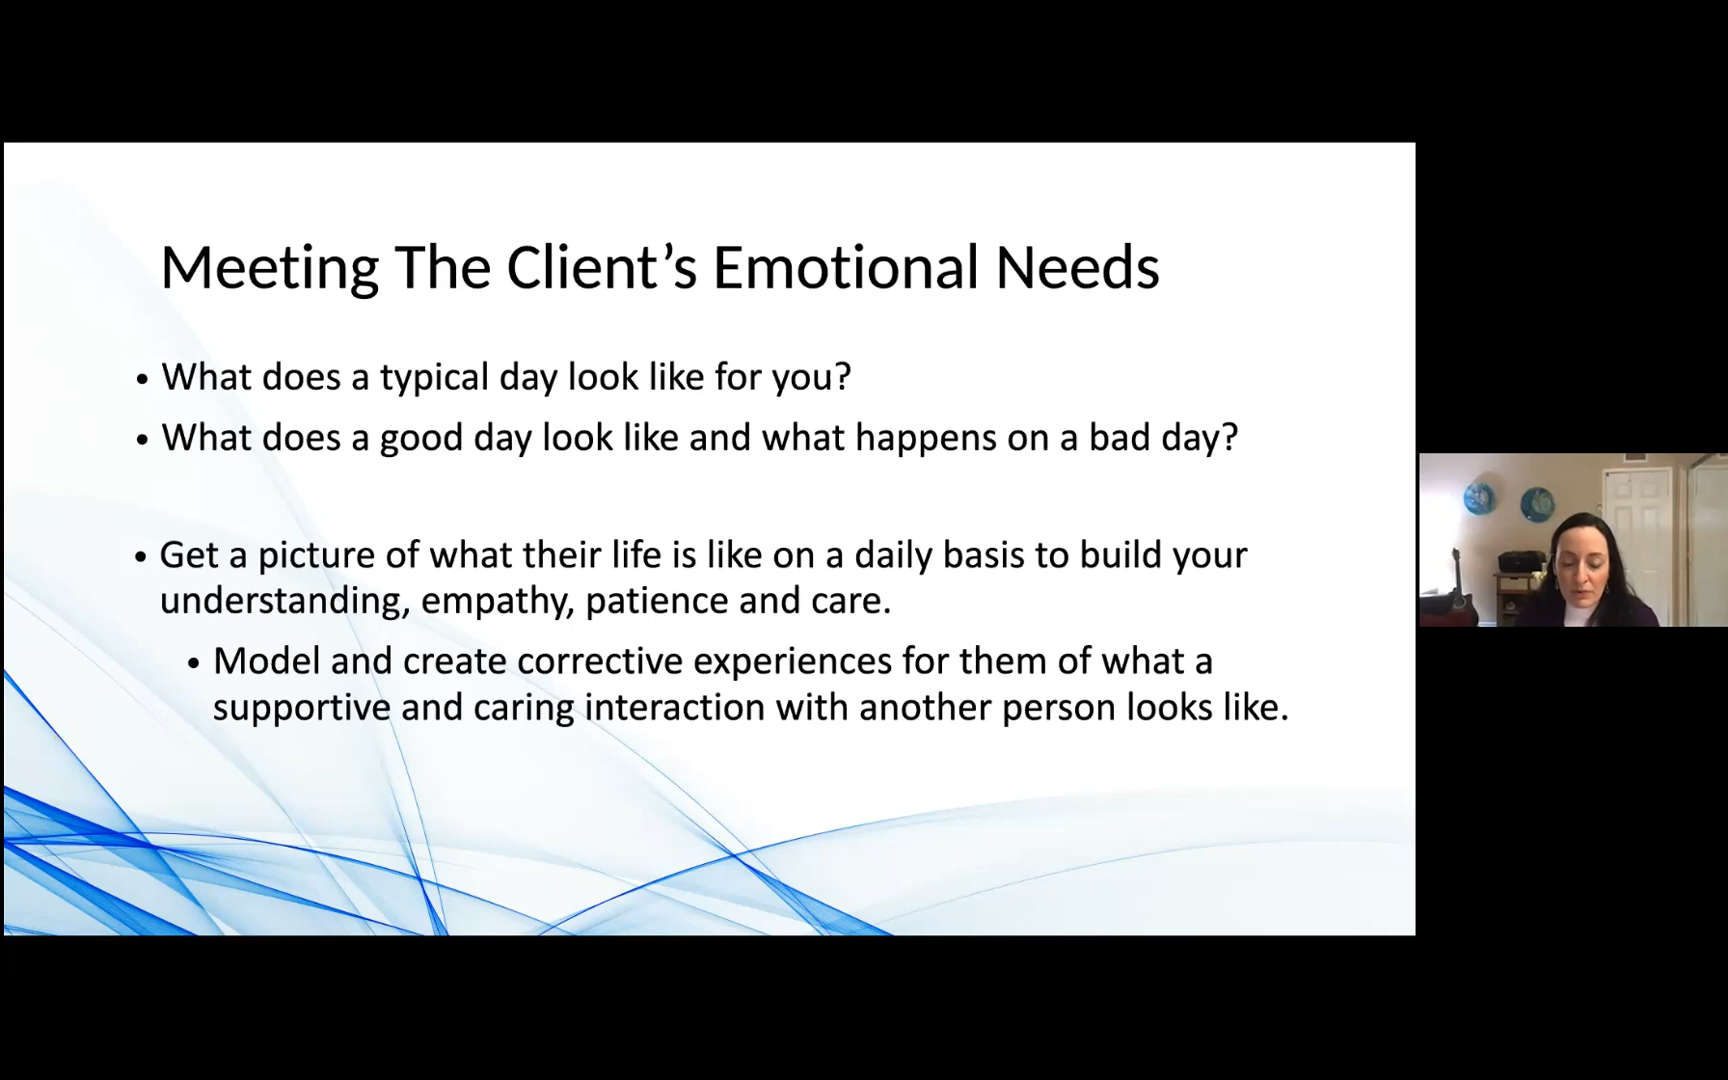 Meeting The Client’s Emotional Needs
• What does a typical day look like for you?
• What does a good day look like and what happens on a bad day?
• Get a picture of what their life is like on a daily basis to build your
understanding, empathy, patience and care.
• Model and create corrective experiences for them of what a
supportive and caring interaction with another person looks like.